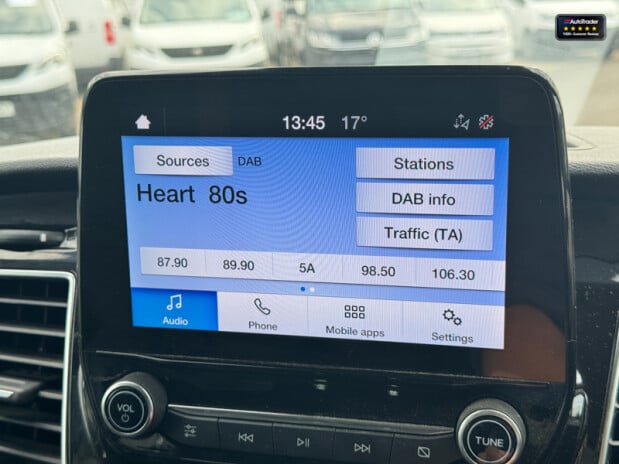 AutoTrader
13:45 17°
Sources DAB Stations
Heart 80s DAB info
Traffic (TA)
87.90 89.90 5A 98.50 106.30
Audio Phone Mobile apps Settings
VOL TUNE